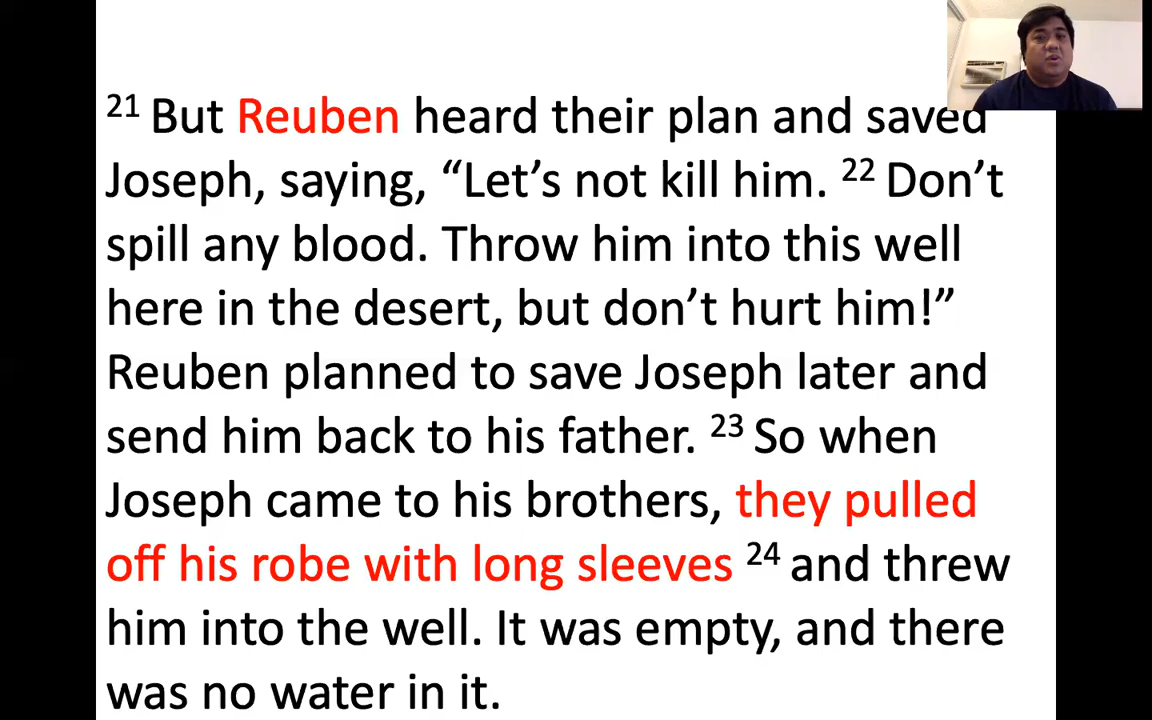 21 But Reuben heard their plan and saved
Joseph, saying, “Let’s not kill him. 22 Don’t
spill any blood. Throw him into this well
here in the desert, but don’t hurt him!”
Reuben planned to save Joseph later and
send him back to his father. 23 So when
Joseph came to his brothers, they pulled
off his robe with long sleeves 24 and threw
him into the well. It was empty, and there
was no water in it.